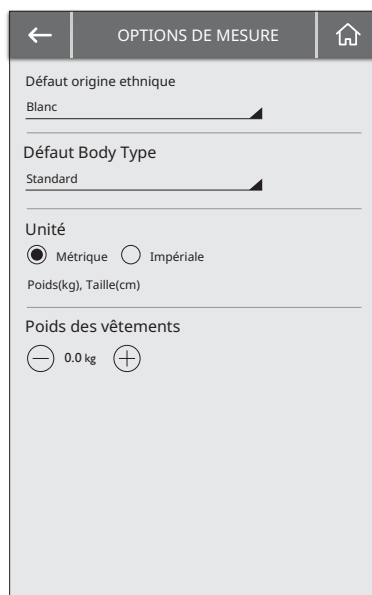 OPTIONS DE MESURE
Défaut origine ethnique
Blanc
Défaut Body Type
Standard
Unité
Métrique Impériale
Poids(kg), Taille(cm)
Poids des vêtements
0.0 kg